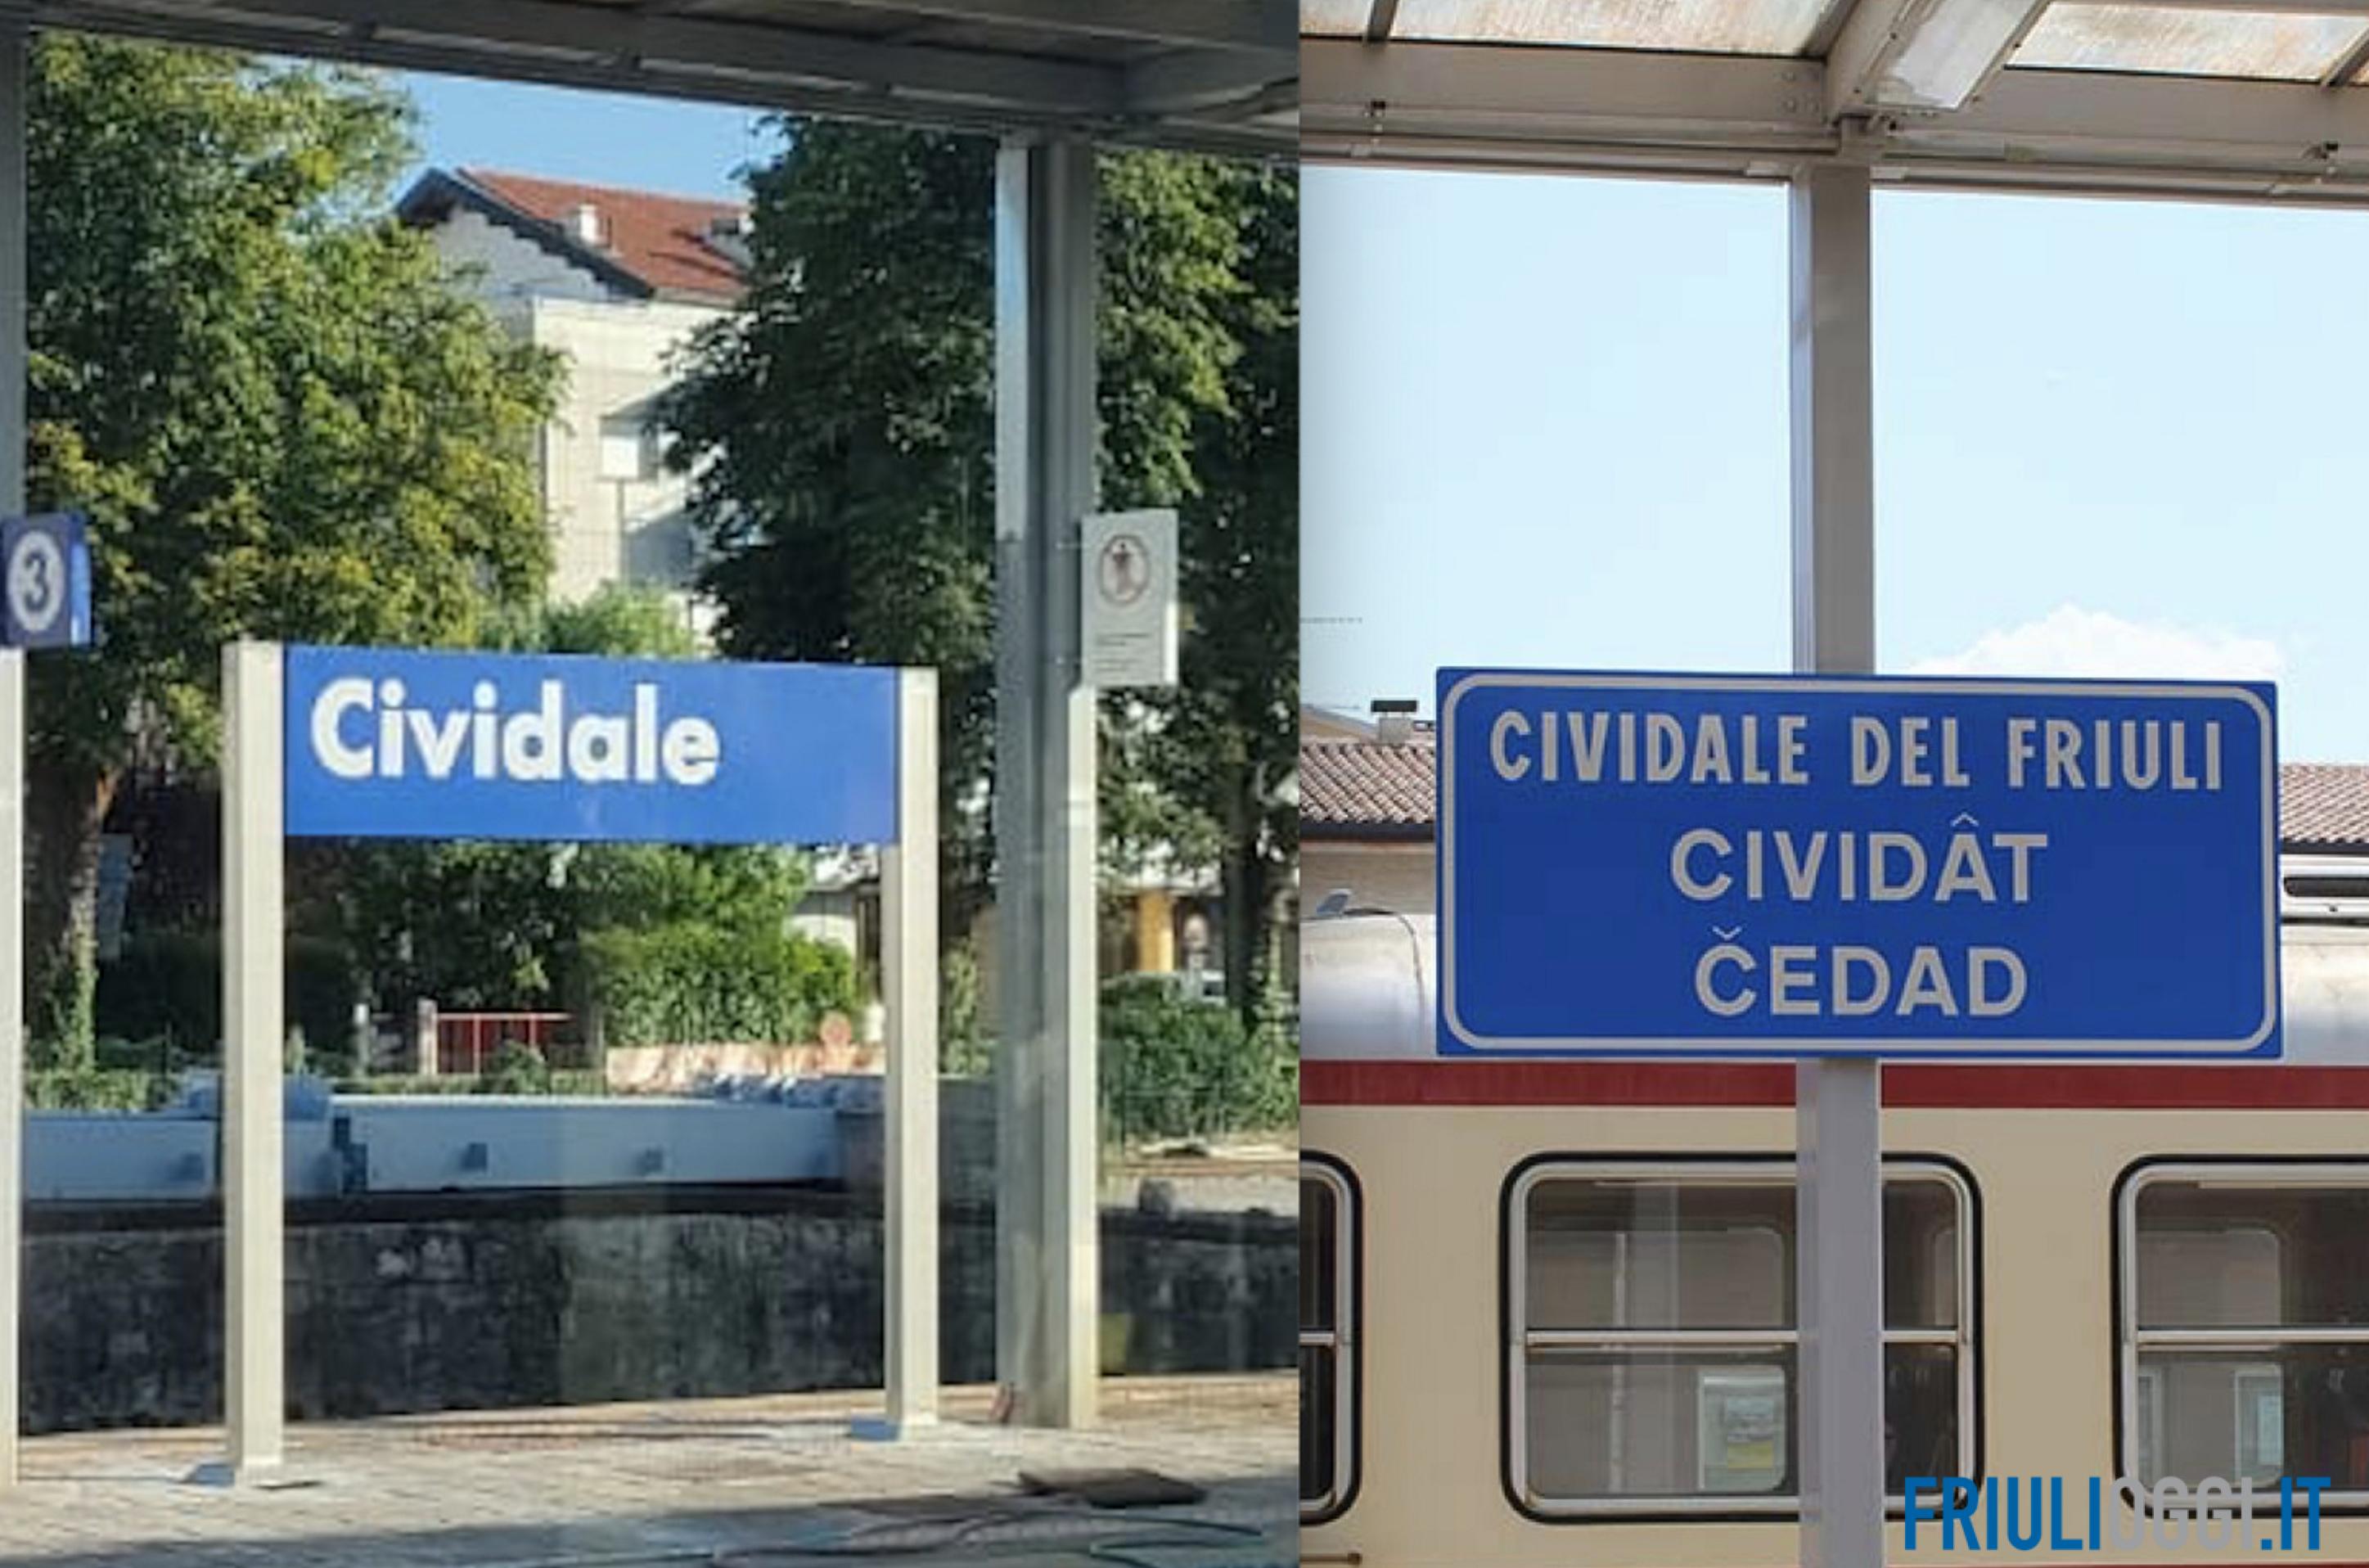 3
Cividale
CIVIDALE DEL FRIULI
CIVIDÂT
ČEDAD
FRIULIOGGI.IT